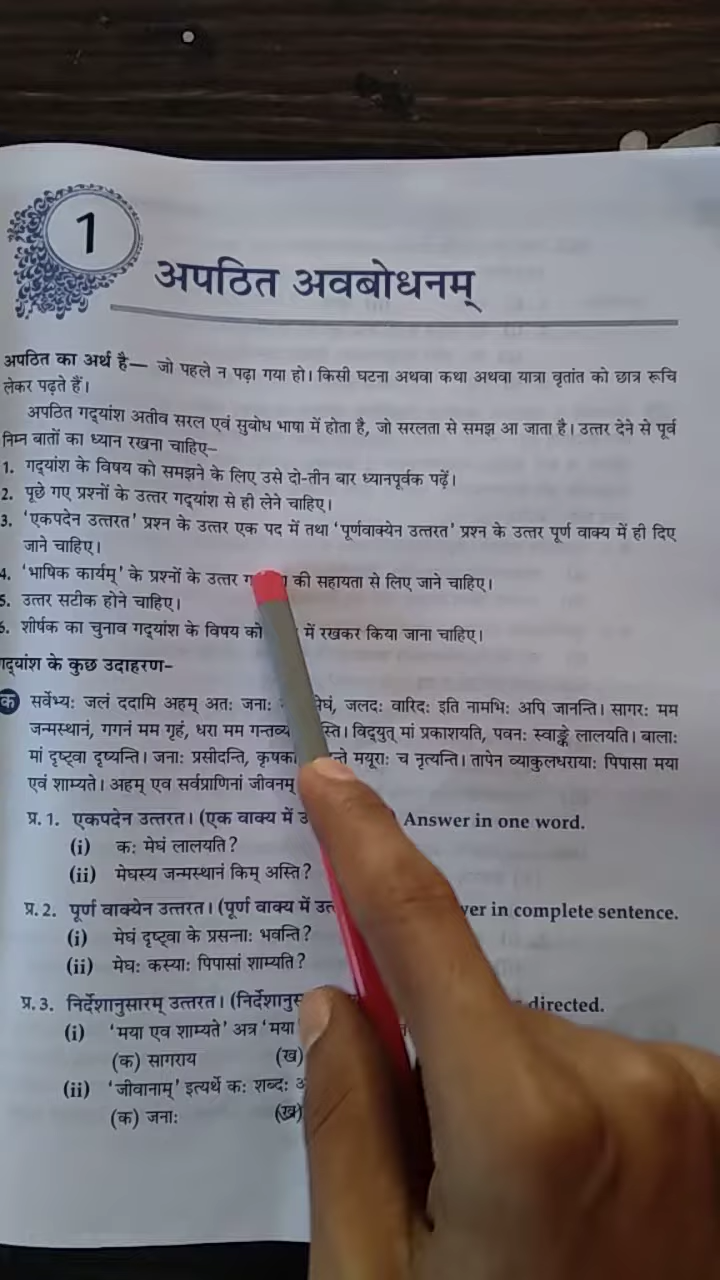 1
अपठित अवबोधनम्
अपठित का अर्थ है— जो पहले न पढ़ा गया हो। किसी घटना अथवा कथा अथवा यात्रा वृतांत को छात्र रूचि
लेकर पढ़ते हैं।
अपठित गद्यांश अतीव सरल एवं सुबोध भाषा में होता है, जो सरलता से समझ आ जाता है। उत्तर देने से पूर्व
निम्न बातों का ध्यान रखना चाहिए–
1. गद्यांश के विषय को समझने के लिए उसे दो-तीन बार ध्यानपूर्वक पढ़ें।
2. पूछे गए प्रश्नों के उत्तर गद्यांश से ही लेने चाहिए।
3. 'एकपदेन उत्तरत' प्रश्न के उत्तर एक पद में तथा 'पूर्णवाक्येन उत्तरत' प्रश्न के उत्तर पूर्ण वाक्य में ही दिए
जाने चाहिए।
4. 'भाषिक कार्यम्' के प्रश्नों के उत्तर की सहायता से लिए जाने चाहिए।
5. उत्तर सटीक होने चाहिए।
6. शीर्षक का चुनाव गद्यांश के विषय को में रखकर किया जाना चाहिए।
गद्यांश के कुछ उदाहरण–
क सर्वेभ्य: जलं ददामि अहम् अत: जना: मेघं, जलद: वारिद: इति नामभि: अपि जानन्ति। सागर: मम
जन्मस्थानं, गगनं मम गृहं, धरा मम विद्युत् मां प्रकाशयति, पवन: स्वाङ्के लालयति। बाला:
मां दृष्ट्वा दृष्यन्ति। जना: प्रसीदन्ति, मयूरा: च नृत्यन्ति। तापेन व्याकुलधराया: पिपासा मया
एवं शाम्यते। अहम् एव सर्वप्राणिनां जीवनम्
प्र. 1. एकपदेन उत्तरत। (एक वाक्य में Answer in one word.
(i) क: मेघं लालयति?
(ii) मेघस्य जन्मस्थानं किम् अस्ति?
प्र. 2. पूर्ण वाक्येन उत्तरत। (पूर्ण वाक्य में in complete sentence.
(i) मेघं दृष्ट्वा के प्रसन्ना: भवन्ति?
(ii) मेघ: कस्या: पिपासां शाम्यति?
प्र. 3. निर्देशानुसारम् उत्तरत। directed.
(i) 'मया एव शाम्यते' अत्र 'मया
(क) सागराय (ख)
(ii) 'जीवानाम्' इत्यर्थे क: शब्द:
(क) जना: (ख)